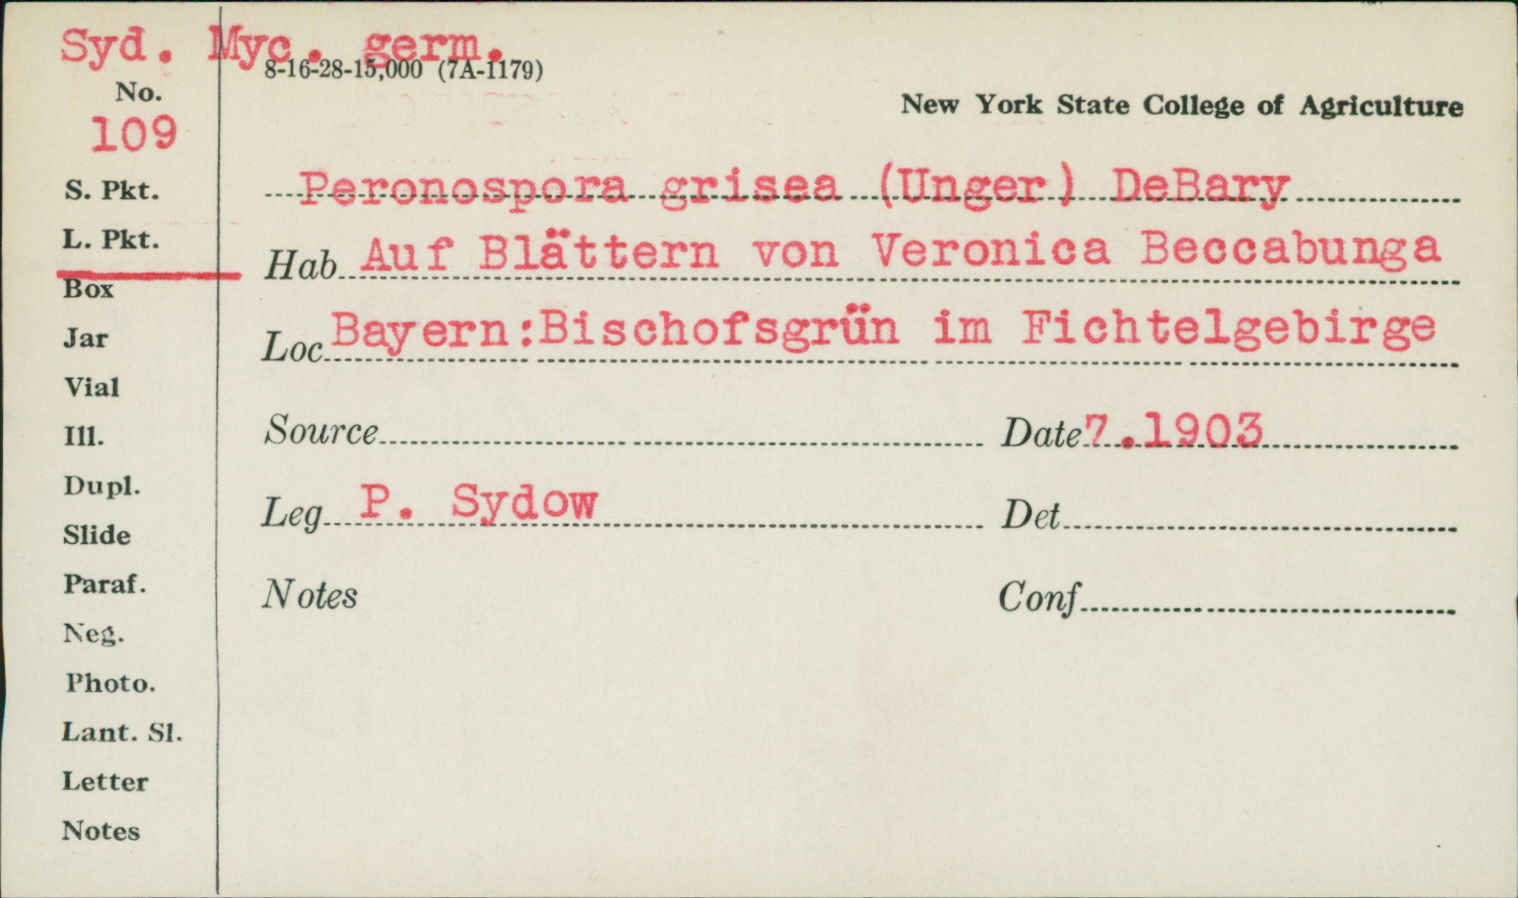 Syd. Myc. germ.
8-16-28-15,000 (7A-1179)
No.
109
New York State College of Agriculture
S. Pkt.
Peronospora grisea (Unger) DeBary
L. Pkt.
Hab Auf Blättern von Veronica Beccabunga
Box
Jar
Loc Bayern:Bischofsgrün im Fichtelgebirge
Vial
Ill.
Source Date 7.1903
Dupl.
Slide
Leg P. Sydow Det
Paraf.
Notes Conf
Neg.
Photo.
Lant. Sl.
Letter
Notes